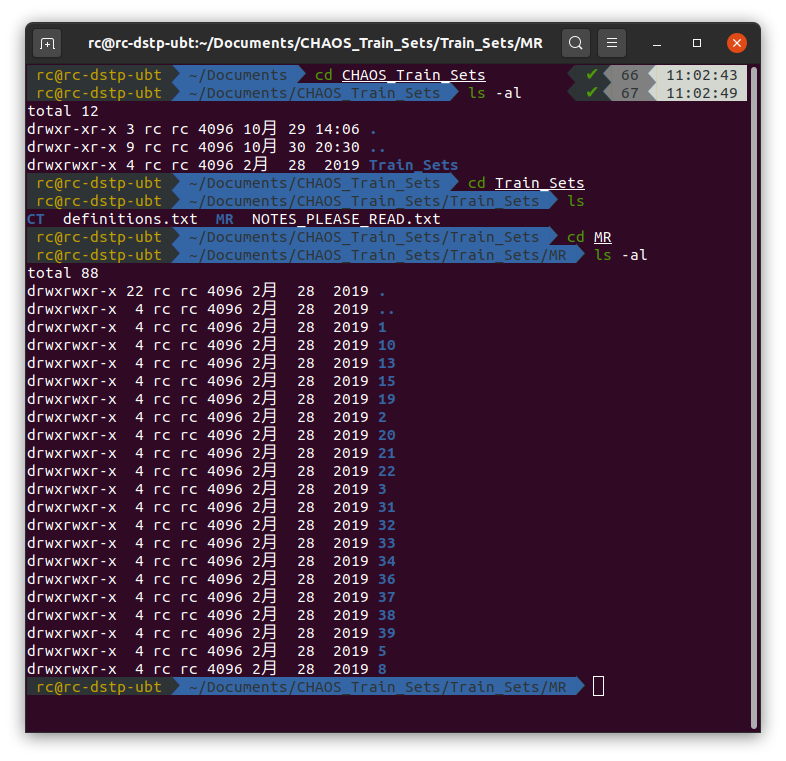 rc@rc-dstp-ubt:~/Documents/CHAOS_Train_Sets/Train_Sets/MR
rc@rc-dstp-ubt ~/Documents cd CHAOS_Train_Sets ✔ 66 11:02:43
rc@rc-dstp-ubt ~/Documents/CHAOS_Train_Sets ls -al ✔ 67 11:02:49
total 12
drwxr-xr-x 3 rc rc 4096 10月 29 14:06 .
drwxr-xr-x 9 rc rc 4096 10月 30 20:30 ..
drwxrwxr-x 4 rc rc 4096 2月 28 2019 Train_Sets
rc@rc-dstp-ubt ~/Documents/CHAOS_Train_Sets cd Train_Sets
rc@rc-dstp-ubt ~/Documents/CHAOS_Train_Sets/Train_Sets ls
CT definitions.txt MR NOTES_PLEASE_READ.txt
rc@rc-dstp-ubt ~/Documents/CHAOS_Train_Sets/Train_Sets cd MR
rc@rc-dstp-ubt ~/Documents/CHAOS_Train_Sets/Train_Sets/MR ls -al
total 88
drwxrwxr-x 22 rc rc 4096 2月 28 2019 .
drwxrwxr-x 4 rc rc 4096 2月 28 2019 ..
drwxrwxr-x 4 rc rc 4096 2月 28 2019 1
drwxrwxr-x 4 rc rc 4096 2月 28 2019 10
drwxrwxr-x 4 rc rc 4096 2月 28 2019 13
drwxrwxr-x 4 rc rc 4096 2月 28 2019 15
drwxrwxr-x 4 rc rc 4096 2月 28 2019 19
drwxrwxr-x 4 rc rc 4096 2月 28 2019 2
drwxrwxr-x 4 rc rc 4096 2月 28 2019 20
drwxrwxr-x 4 rc rc 4096 2月 28 2019 21
drwxrwxr-x 4 rc rc 4096 2月 28 2019 22
drwxrwxr-x 4 rc rc 4096 2月 28 2019 3
drwxrwxr-x 4 rc rc 4096 2月 28 2019 31
drwxrwxr-x 4 rc rc 4096 2月 28 2019 32
drwxrwxr-x 4 rc rc 4096 2月 28 2019 33
drwxrwxr-x 4 rc rc 4096 2月 28 2019 34
drwxrwxr-x 4 rc rc 4096 2月 28 2019 36
drwxrwxr-x 4 rc rc 4096 2月 28 2019 37
drwxrwxr-x 4 rc rc 4096 2月 28 2019 38
drwxrwxr-x 4 rc rc 4096 2月 28 2019 39
drwxrwxr-x 4 rc rc 4096 2月 28 2019 5
drwxrwxr-x 4 rc rc 4096 2月 28 2019 8
rc@rc-dstp-ubt ~/Documents/CHAOS_Train_Sets/Train_Sets/MR